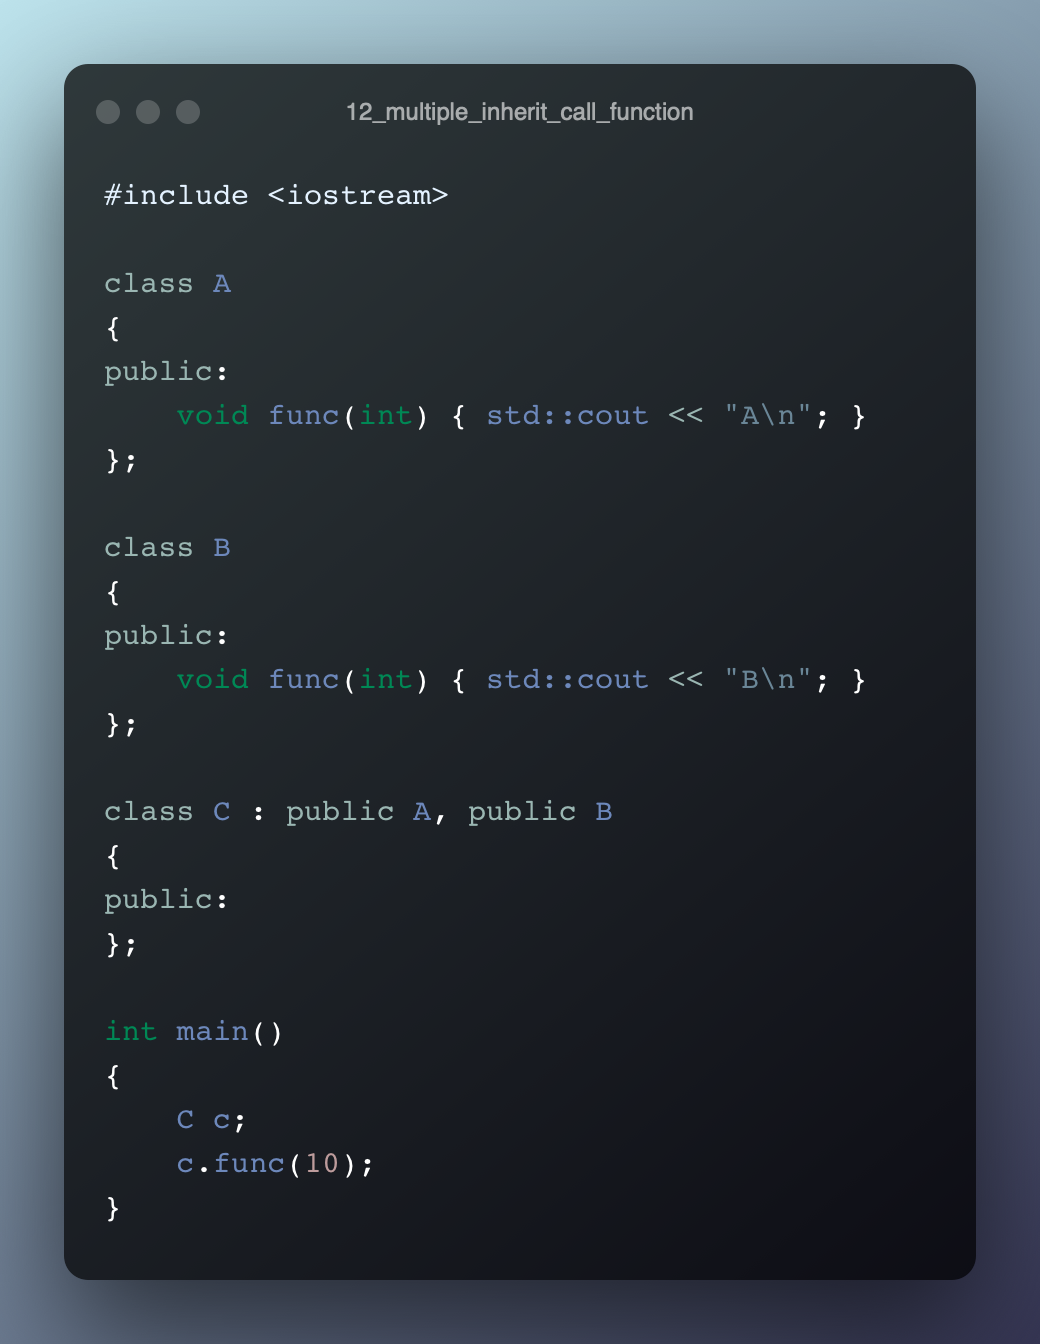 12_multiple_inherit_call_function
#include <iostream>
class A
{
public:
    void func(int) { std::cout << "A\n"; }
};
class B
{
public:
    void func(int) { std::cout << "B\n"; }
};
class C : public A, public B
{
public:
};
int main()
{
    C c;
    c.func(10);
}